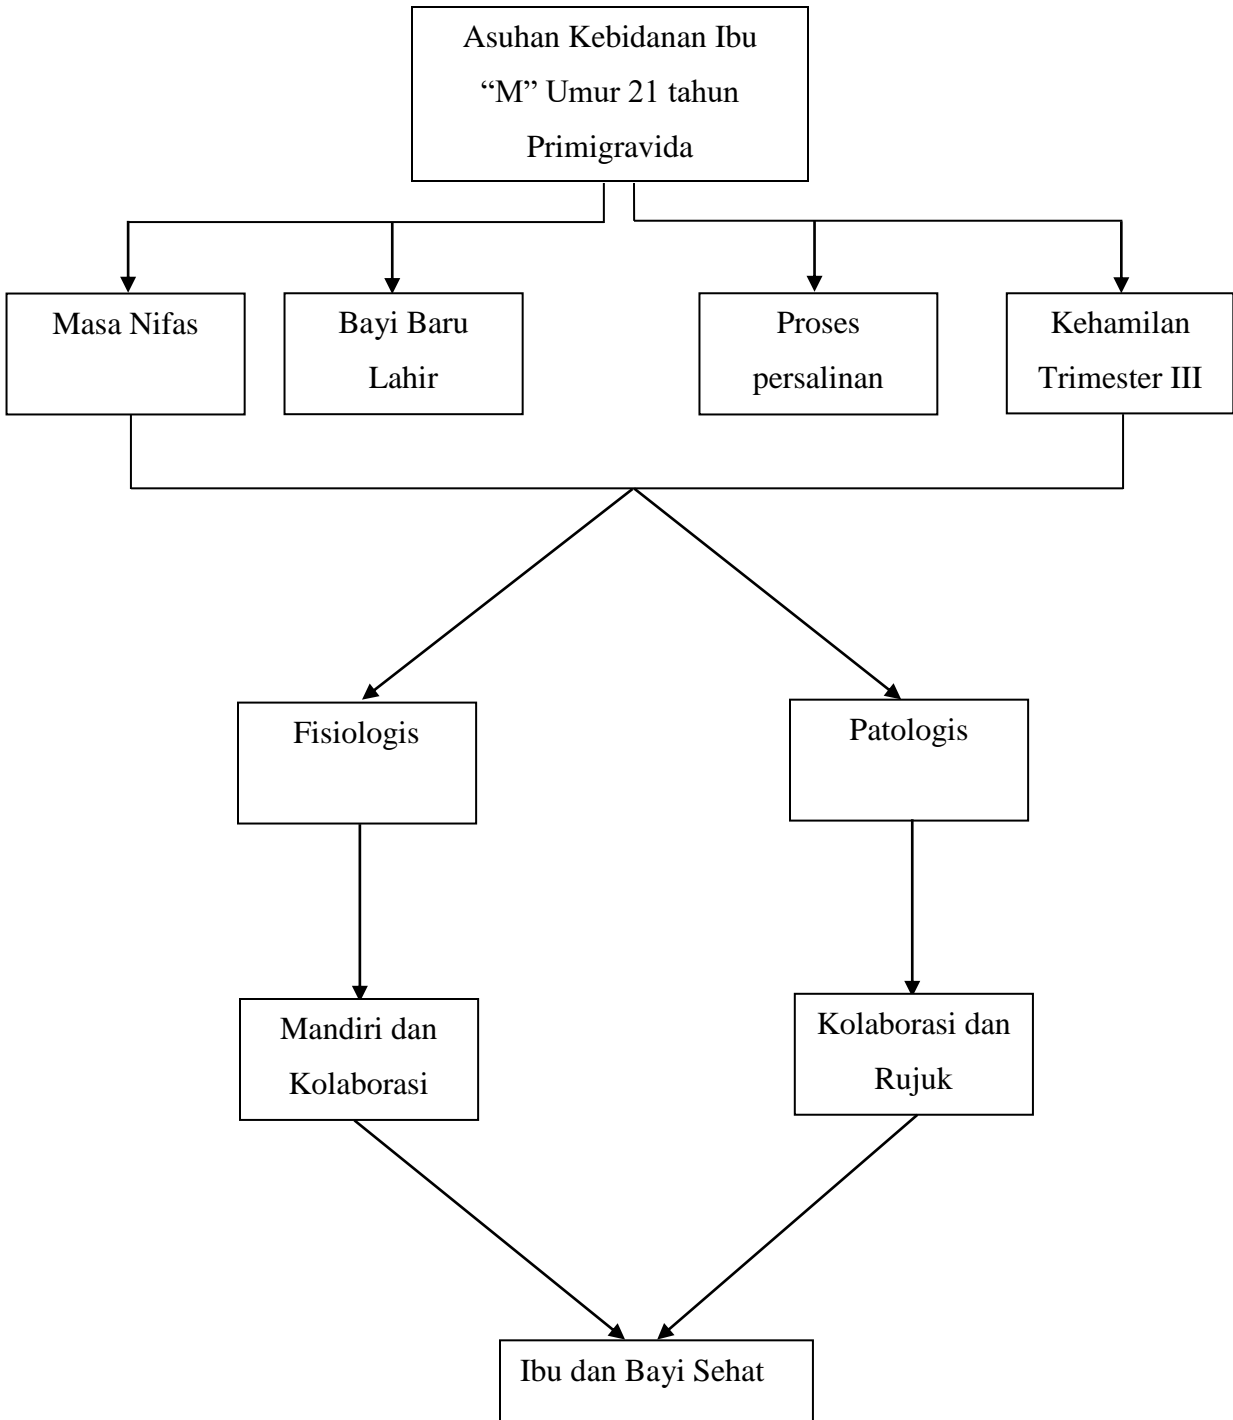 Asuhan Kebidanan Ibu
“M” Umur 21 tahun
Primigravida
Masa Nifas
Bayi Baru
Lahir
Proses
persalinan
Kehamilan
Trimester III
Fisiologis
Patologis
Mandiri dan
Kolaborasi
Kolaborasi dan
Rujuk
Ibu dan Bayi Sehat